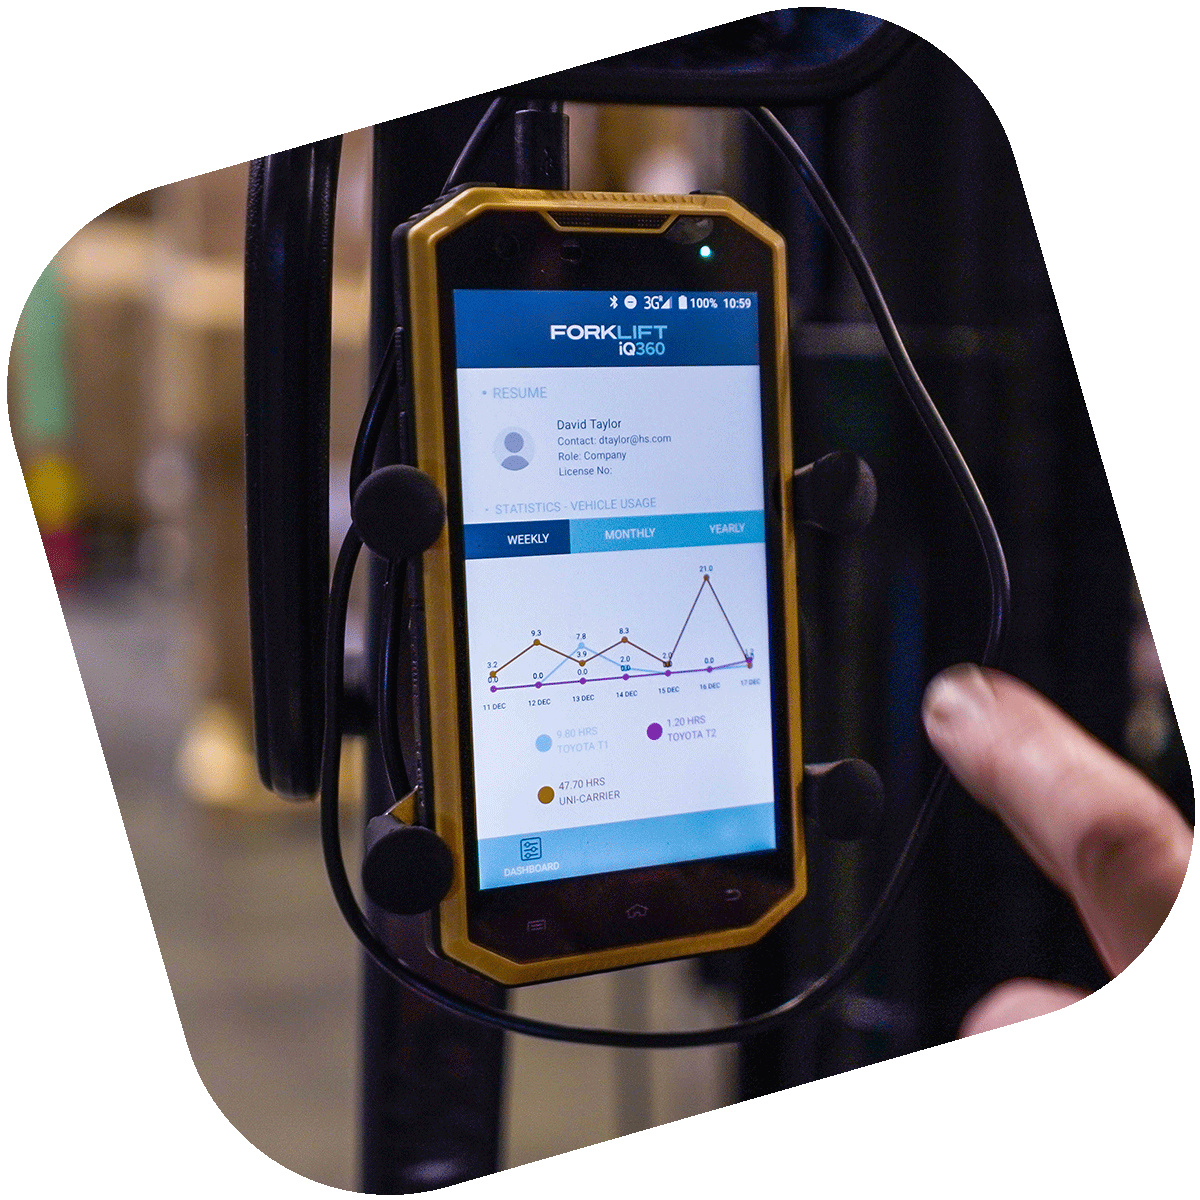 3G 100% 10:59
FORKLIFT
iQ360
• RESUME
David Taylor
Contact: dtaylor@hs.com
Role: Company
License No:
• STATISTICS - VEHICLE USAGE
WEEKLY MONTHLY YEARLY
21.0
9.3 7.8 8.3
3.2 3.9 2.0 2.0
0.0 0.0 0.0 0.0 0.0
11 DEC 12 DEC 13 DEC 14 DEC 15 DEC 16 DEC 17 DEC
9.80 HRS 1.20 HRS
TOYOTA T1 TOYOTA T2
47.70 HRS
UNI-CARRIER
DASHBOARD